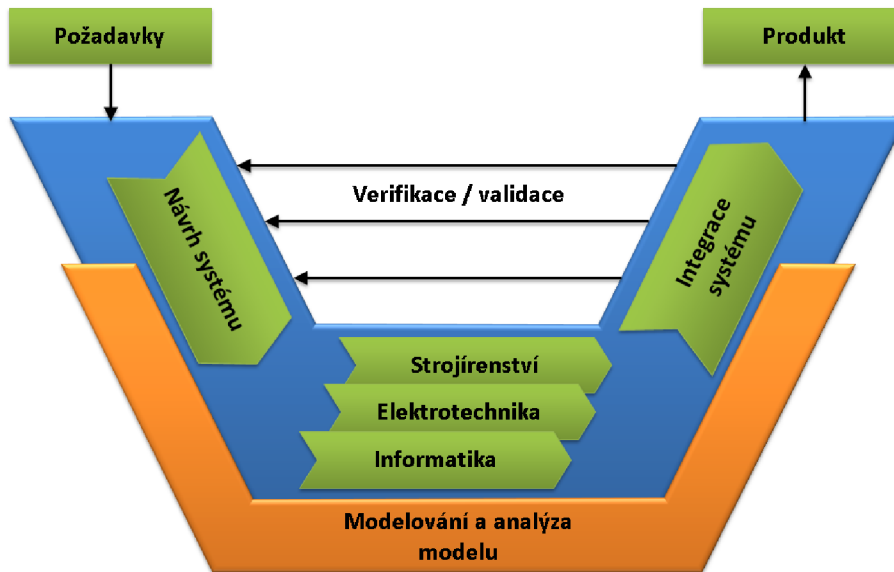 Požadavky
Produkt
Verifikace / validace
Návrh systému
Integrace
systému
Strojírenství
Elektrotechnika
Informatika
Modelování a analýza
modelu